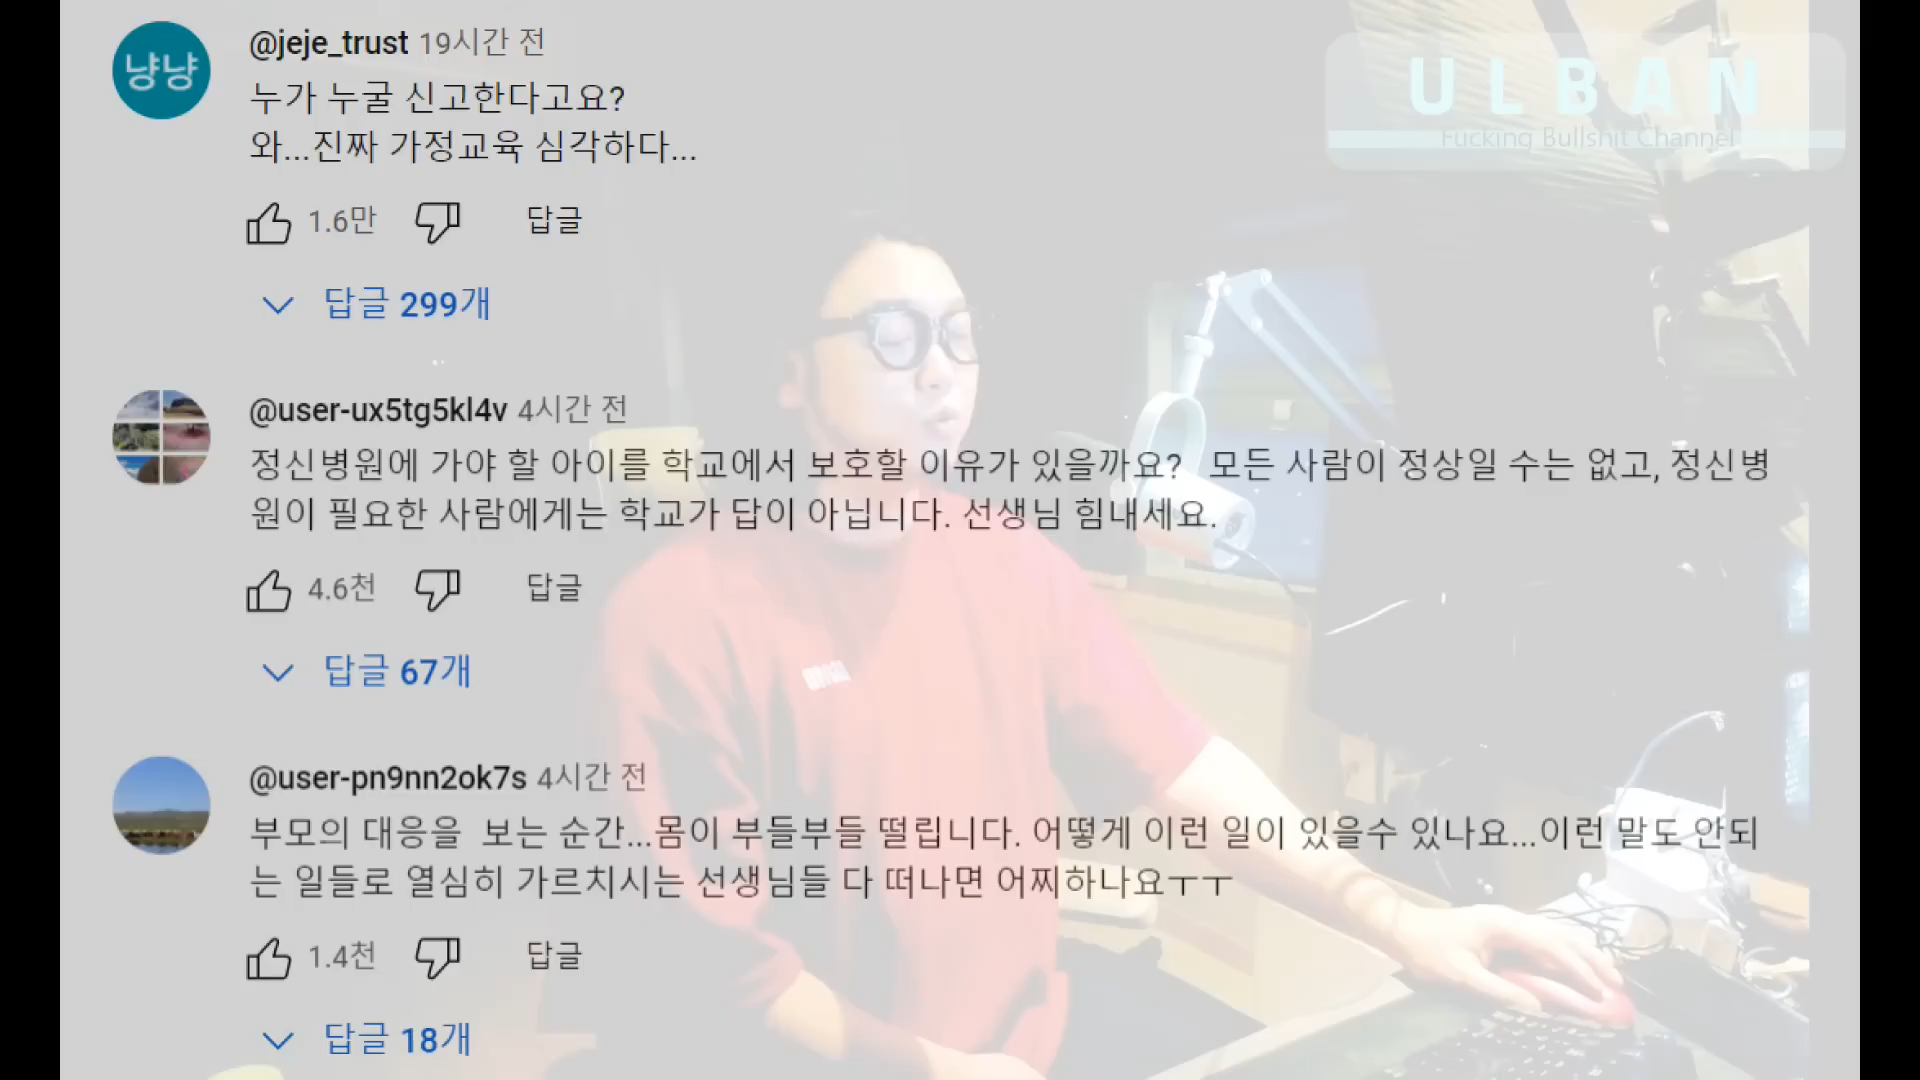 냥냥
@jeje_trust 19시간 전
누가 누굴 신고한다고요?
와...진짜 가정교육 심각하다...
1.6만 답글
답글 299개
ULBAN
Fucking Bullshit Channel
@user-ux5tg5kl4v 4시간 전
정신병원에 가야 할 아이를 학교에서 보호할 이유가 있을까요? 모든 사람이 정상일 수는 없고, 정신병
원이 필요한 사람에게는 학교가 답이 아닙니다. 선생님 힘내세요.
4.6천 답글
답글 67개
@user-pn9nn2ok7s 4시간 전
부모의 대응을 보는 순간...몸이 부들부들 떨립니다. 어떻게 이런 일이 있을수 있나요...이런 말도 안되
는 일들로 열심히 가르치시는 선생님들 다 떠나면 어찌하나요ㅜㅜ
1.4천 답글
답글 18개